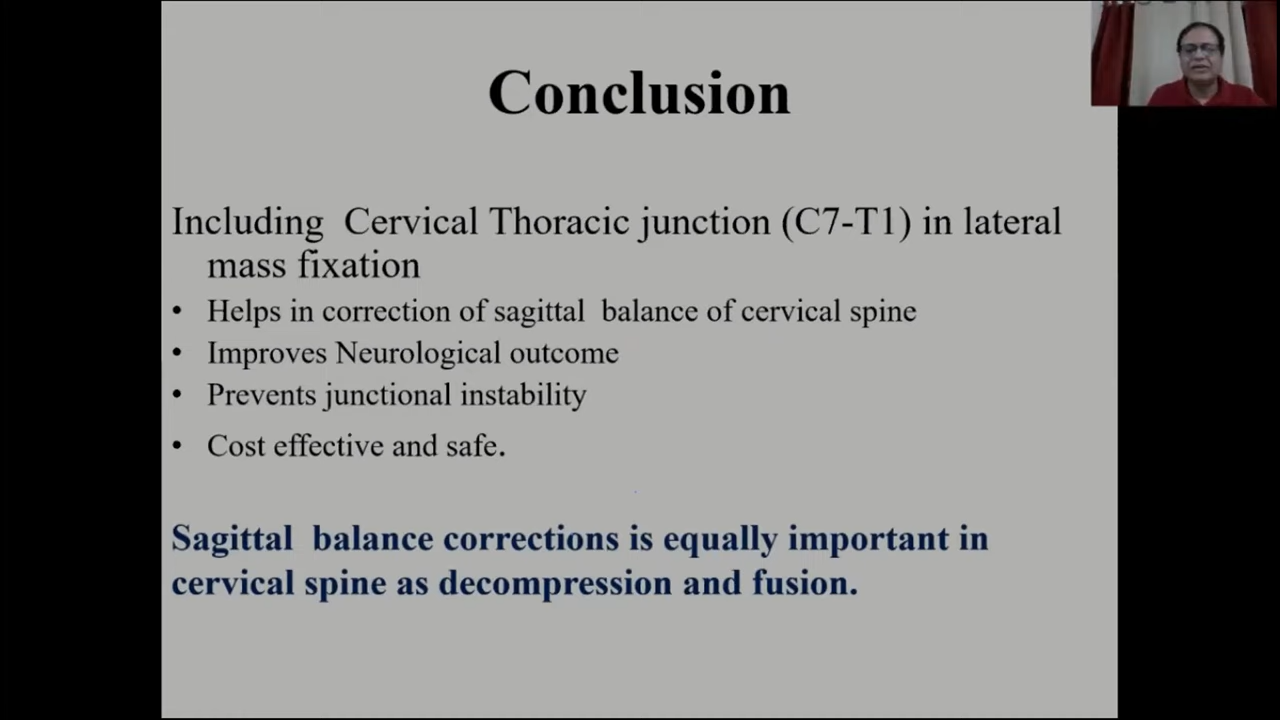 Conclusion
Including Cervical Thoracic junction (C7-T1) in lateral
mass fixation
• Helps in correction of sagittal balance of cervical spine
• Improves Neurological outcome
• Prevents junctional instability
• Cost effective and safe.
Sagittal balance corrections is equally important in
cervical spine as decompression and fusion.